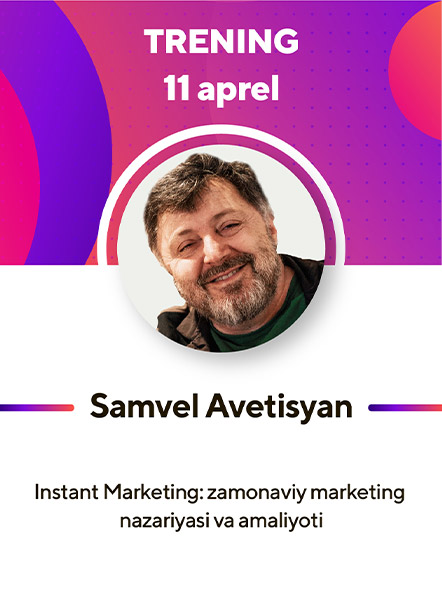 TRENING
11 aprel
Samvel Avetisyan
Instant Marketing: zamonaviy marketing
nazariyasi va amaliyoti